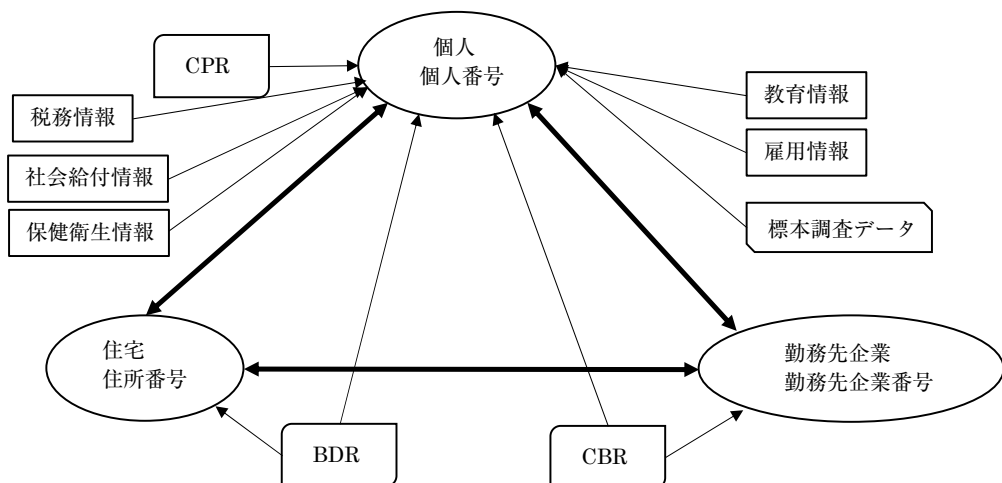 個人
個人番号
CPR
税務情報
社会給付情報
保健衛生情報
教育情報
雇用情報
標本調査データ
住宅
住所番号
勤務先企業
勤務先企業番号
BDR
CBR